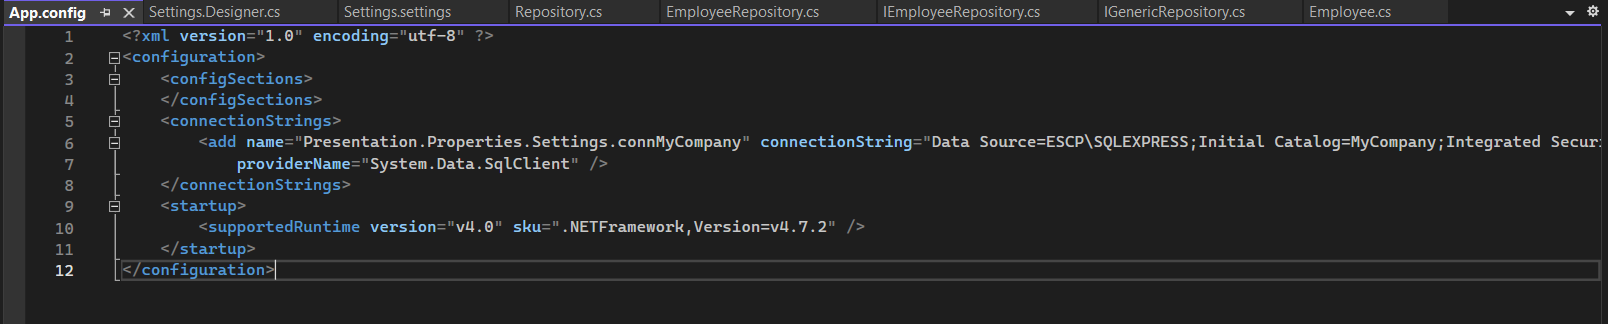 App.config Settings.Designer.cs Settings.settings Repository.cs EmployeeRepository.cs IEmployeeRepository.cs IGenericRepository.cs Employee.cs
1 <?xml version="1.0" encoding="utf-8" ?>
2 <configuration>
3 <configSections>
4 </configSections>
5 <connectionStrings>
6 <add name="Presentation.Properties.Settings.connMyCompany" connectionString="Data Source=ESCP\SQLEXPRESS;Initial Catalog=MyCompany;Integrated Securi
7 providerName="System.Data.SqlClient" />
8 </connectionStrings>
9 <startup>
10 <supportedRuntime version="v4.0" sku=".NETFramework,Version=v4.7.2" />
11 </startup>
12 </configuration>